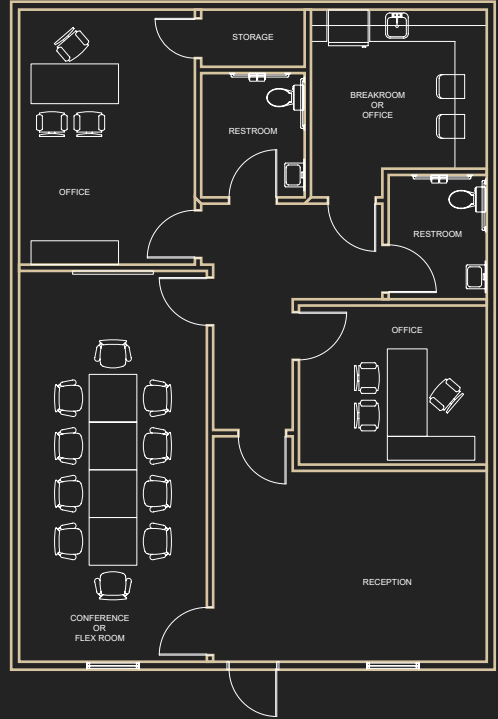 STORAGE
BREAKROOM
OR
OFFICE
RESTROOM
OFFICE
RESTROOM
OFFICE
RECEPTION
CONFERENCE
OR
FLEX ROOM